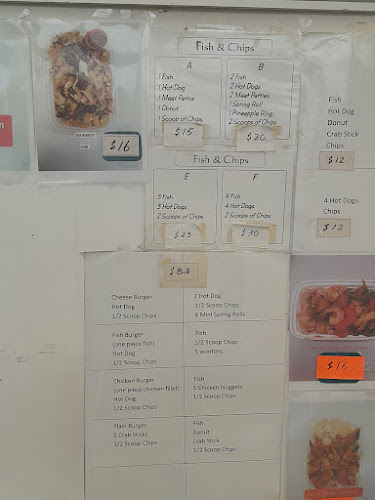 $16
Fish & Chips
A
1 Fish
1 Hot Dog
1 Meat Pattie
1 Donut
1 Scoop of Chips
$15
B
2 Fish
2 Hot Dogs
2 Meat Patties
1 Spring Roll
1 Pineapple Ring
2 Scoops of Chips
$30
Fish & Chips
E
3 Fish
3 Hot Dogs
2 Scoops of Chips
F
4 Fish
4 Hot Dogs
2 Scoops of Chips
$30
Fish
Hot Dog
Donut
Crab Stick
Chips
$12
4 Hot Dogs
Chips
$12
Cheese Burger
Hot Dog
1/2 Scoop Chips
2 Hot Dog
1/2 Scoop Chips
6 Mini Spring Rolls
Fish Burger
(one piece fish)
Hot Dog
1/2 Scoop Chips
Fish
1/2 Scoop Chips
5 wontons
Chicken Burger
(one piece chicken fillet)
Hot Dog
1/2 Scoop Chips
Fish
5 Chicken Nuggets
1/2 Scoop Chips
Plain Burger
2 Crab Sticks
1/2 Scoop Chips
Fish
Donut
Crab Stick
1/2 Scoop Chips
$16